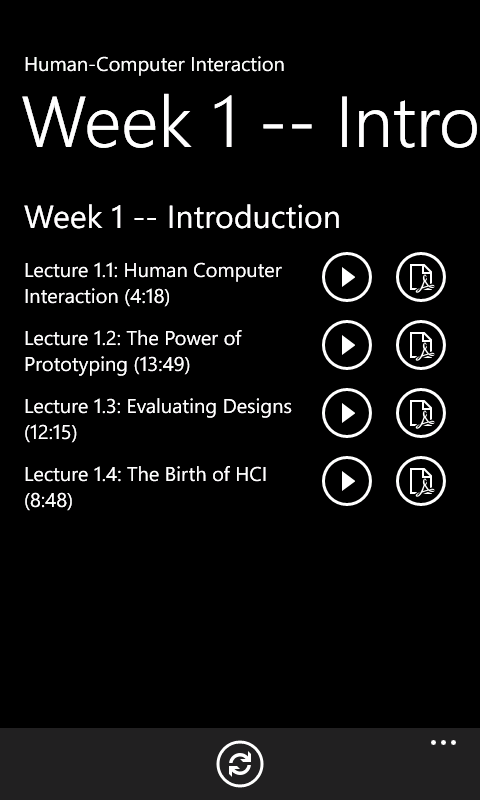 Human-Computer Interaction
Week 1 -- Intro
Week 1 -- Introduction
Lecture 1.1: Human Computer
Interaction (4:18)
Lecture 1.2: The Power of
Prototyping (13:49)
Lecture 1.3: Evaluating Designs
(12:15)
Lecture 1.4: The Birth of HCI
(8:48)